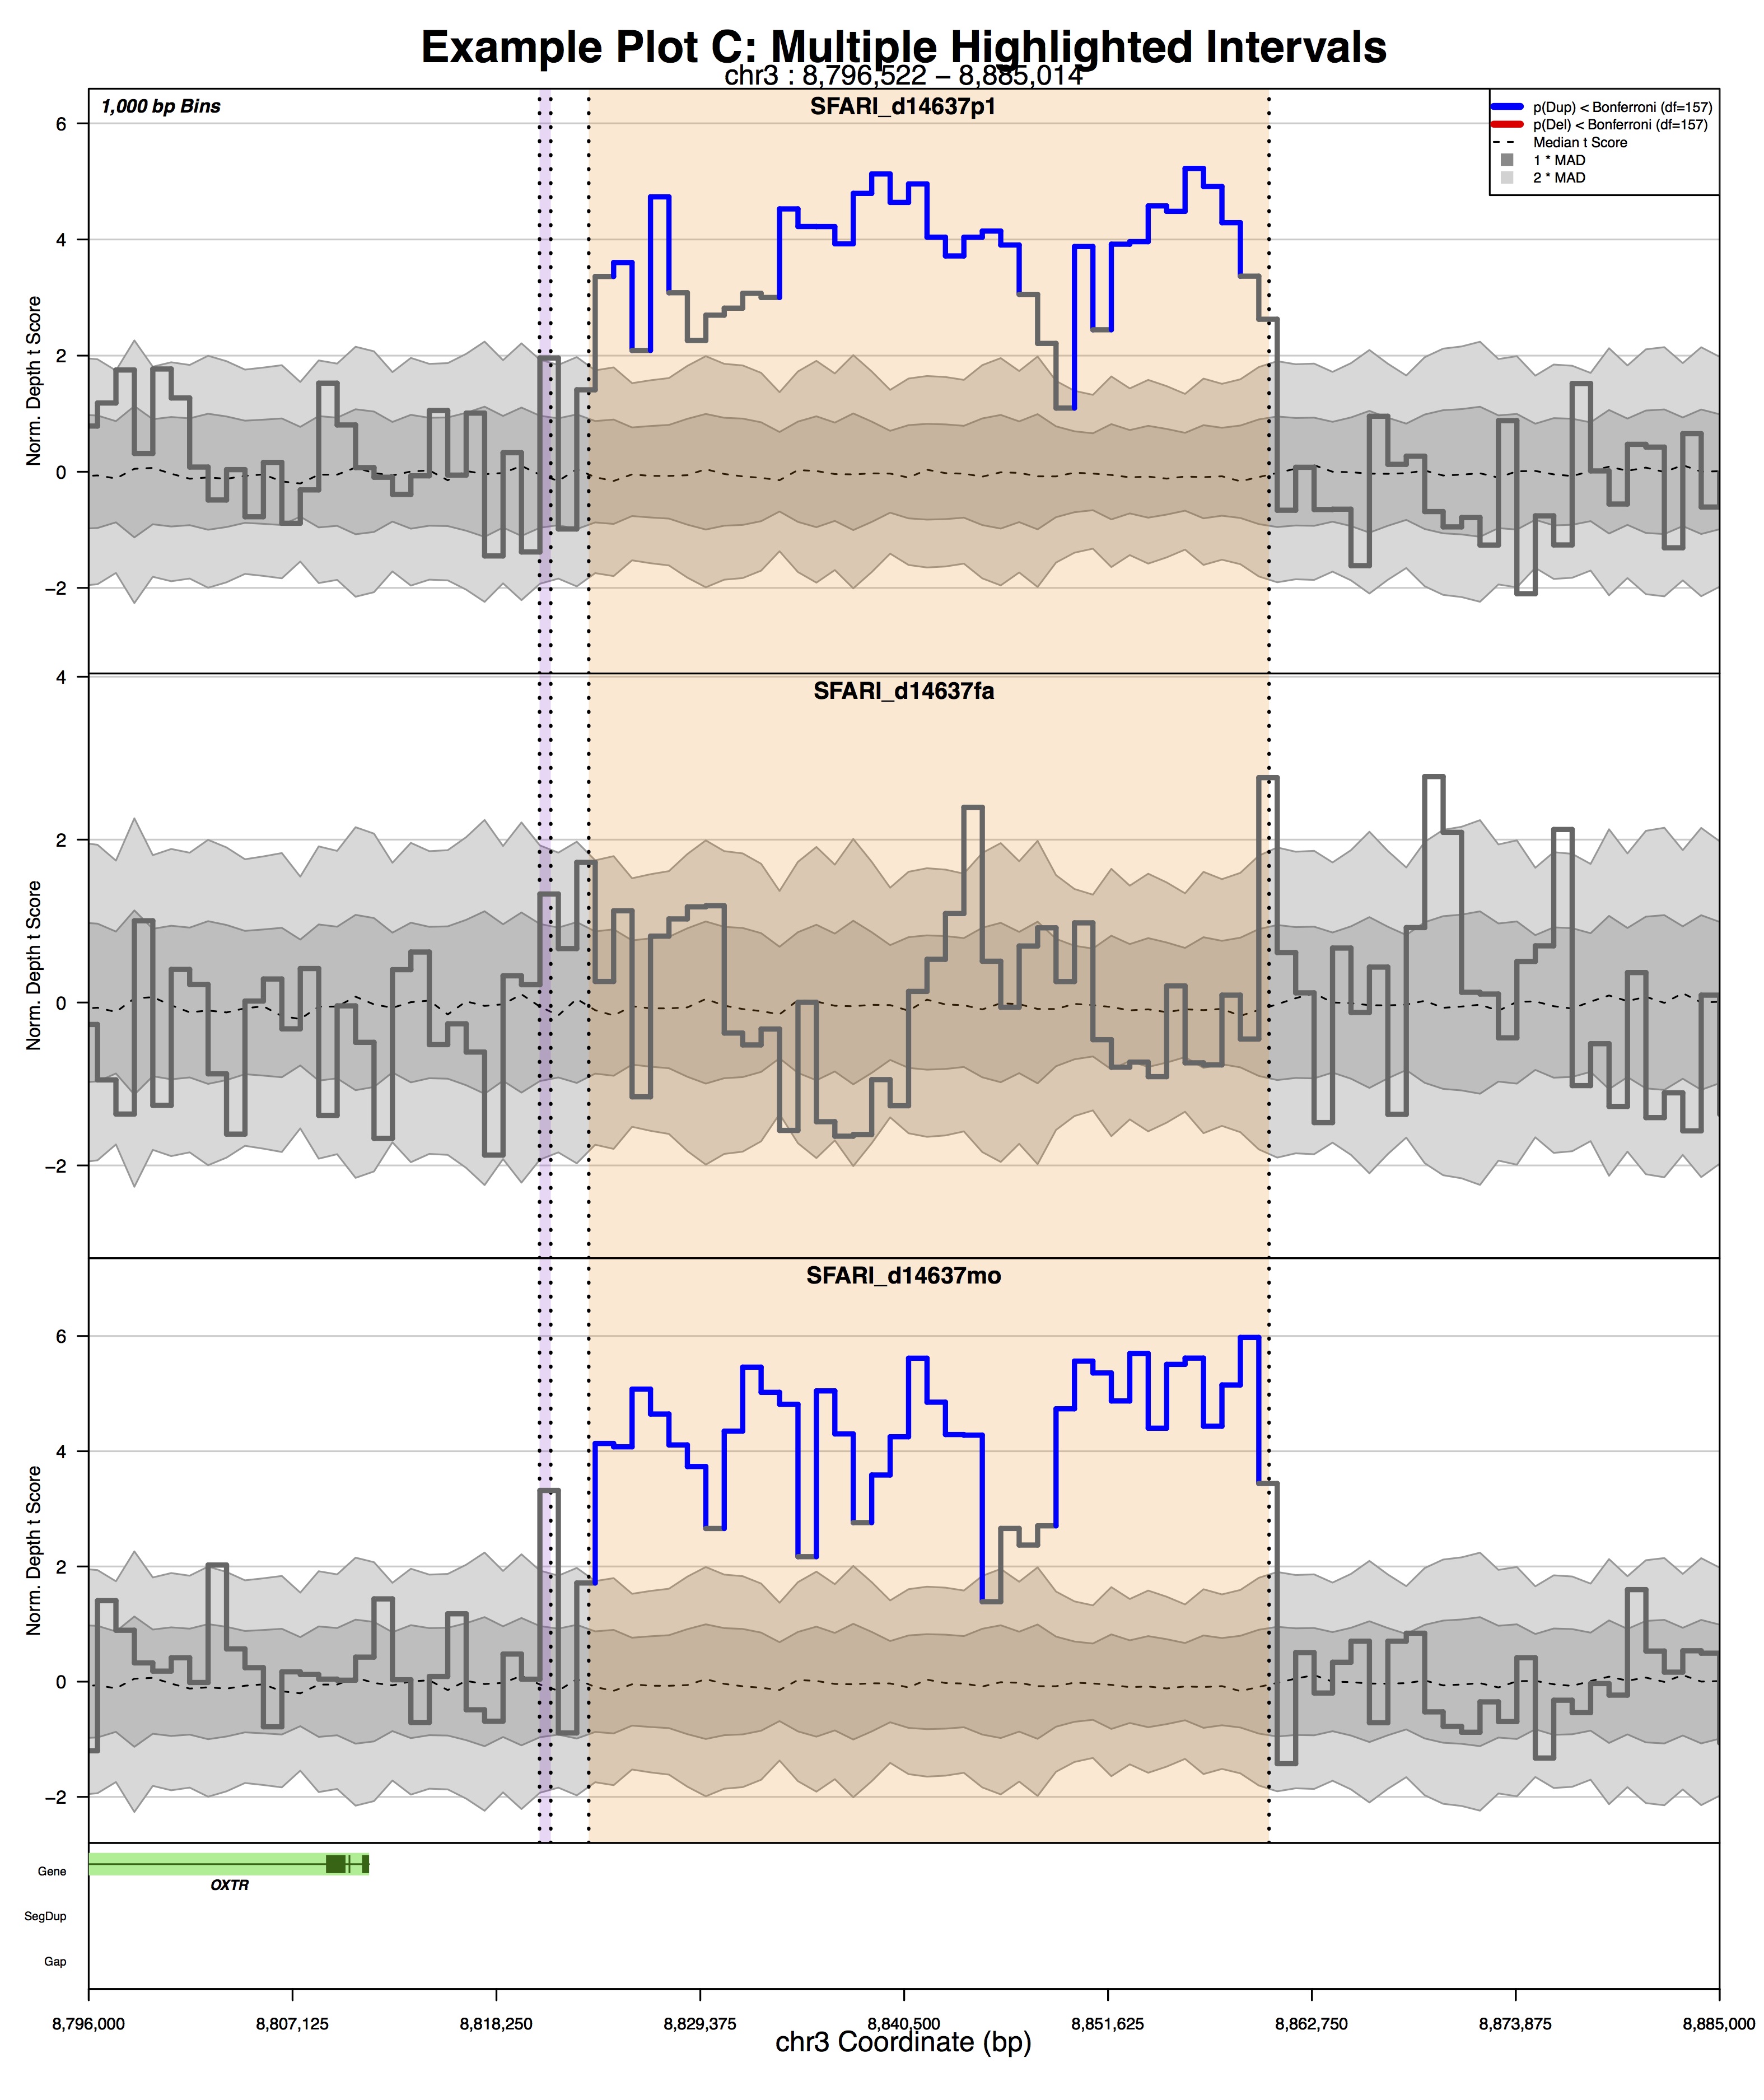 Example Plot C: Multiple Highlighted Intervals
chr3 : 8,796,522 – 8,885,014
1,000 bp Bins
SFARI_d14637p1
p(Dup) < Bonferroni (df=157)
p(Del) < Bonferroni (df=157)
Median t Score
1 * MAD
2 * MAD
6
4
2
0
−2
Norm. Depth t Score
SFARI_d14637fa
4
2
0
−2
Norm. Depth t Score
SFARI_d14637mo
6
4
2
0
−2
Norm. Depth t Score
Gene
OXTR
SegDup
Gap
8,796,000 8,807,125 8,818,250 8,829,375 8,840,500 8,851,625 8,862,750 8,873,875 8,885,000
chr3 Coordinate (bp)